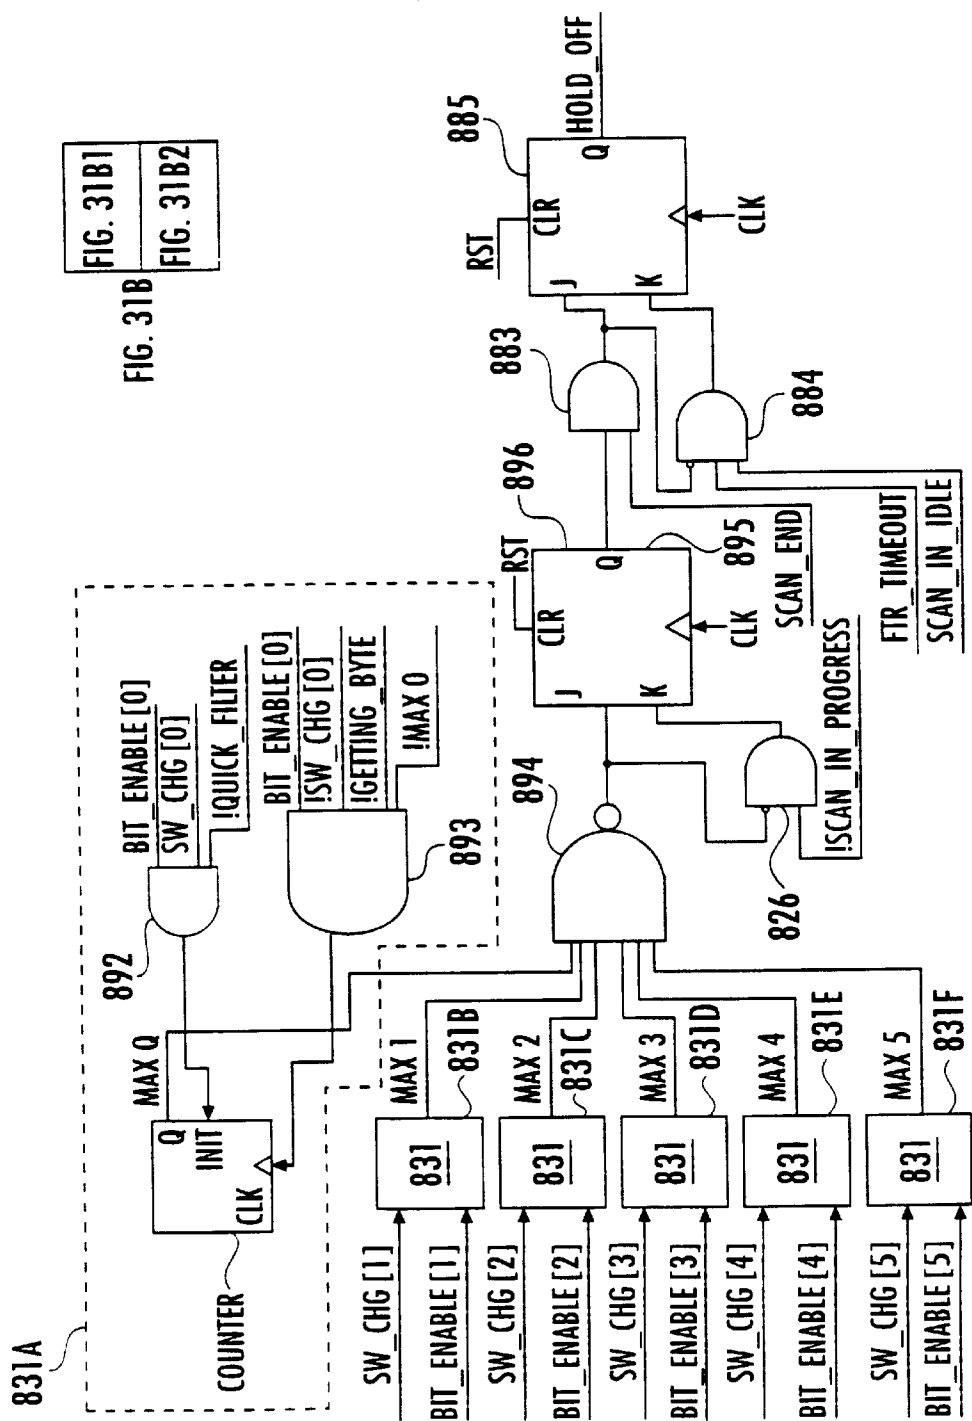 831A
COUNTER
CLK
INIT
Q
MAX Q
892
BIT_ENABLE [0]
SW_CHG [0]
!QUICK_FILTER
893
BIT_ENABLE [0]
!SW_CHG [0]
!GETTING_BYTE
!MAX 0
FIG. 31B
FIG. 31B1
FIG. 31B2
SW_CHG [1]
BIT_ENABLE [1]
831
MAX 1
831B
SW_CHG [2]
BIT_ENABLE [2]
831
MAX 2
831C
SW_CHG [3]
BIT_ENABLE [3]
831
MAX 3
831D
SW_CHG [4]
BIT_ENABLE [4]
831
MAX 4
831E
SW_CHG [5]
BIT_ENABLE [5]
831
MAX 5
831F
894
826
!SCAN_IN_PROGRESS
J
K
CLR
Q
RST
CLK
896
895
SCAN_END
883
884
FTR_TIMEOUT
SCAN_IN_IDLE
J
K
CLR
Q
RST
CLK
885
HOLD_OFF